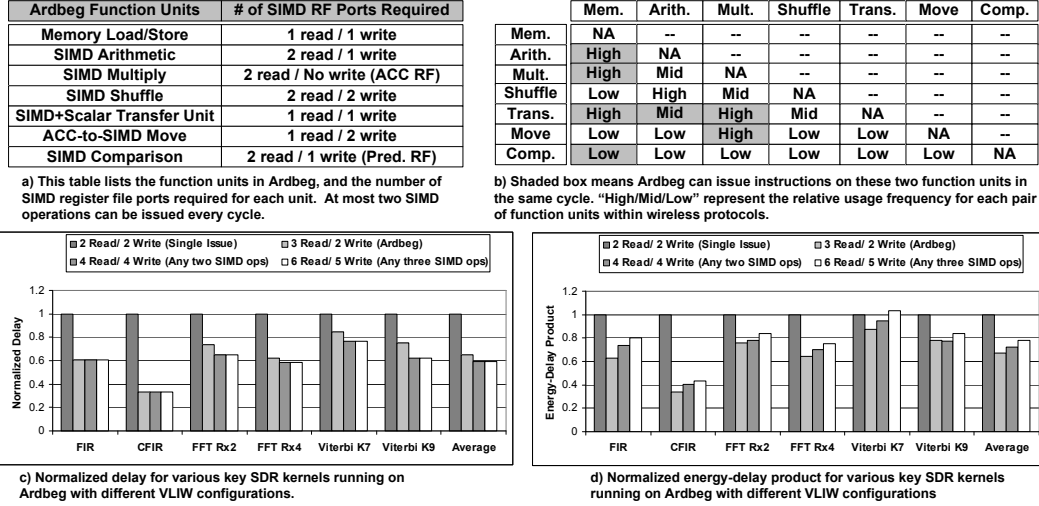 Ardbeg Function Units # of SIMD RF Ports Required
Memory Load/Store 1 read / 1 write
SIMD Arithmetic 2 read / 1 write
SIMD Multiply 2 read / No write (ACC RF)
SIMD Shuffle 2 read / 2 write
SIMD+Scalar Transfer Unit 1 read / 1 write
ACC-to-SIMD Move 1 read / 2 write
SIMD Comparison 2 read / 1 write (Pred. RF)
a) This table lists the function units in Ardbeg, and the number of
SIMD register file ports required for each unit. At most two SIMD
operations can be issued every cycle.
Mem. Arith. Mult. Shuffle Trans. Move Comp.
Mem. NA -- -- -- -- -- --
Arith. High NA -- -- -- -- --
Mult. High Mid NA -- -- -- --
Shuffle Low High Mid NA -- -- --
Trans. High Mid High Mid NA -- --
Move Low Low High Low Low NA --
Comp. Low Low Low Low Low Low NA
b) Shaded box means Ardbeg can issue instructions on these two function units in
the same cycle. “High/Mid/Low” represent the relative usage frequency for each pair
of function units within wireless protocols.
2 Read/ 2 Write (Single Issue) 3 Read/ 2 Write (Ardbeg)
4 Read/ 4 Write (Any two SIMD ops) 6 Read/ 5 Write (Any three SIMD ops)
Normalized Delay
1.2
1
0.8
0.6
0.4
0.2
0
FIR CFIR FFT Rx2 FFT Rx4 Viterbi K7 Viterbi K9 Average
c) Normalized delay for various key SDR kernels running on
Ardbeg with different VLIW configurations.
2 Read/ 2 Write (Single Issue) 3 Read/ 2 Write (Ardbeg)
4 Read/ 4 Write (Any two SIMD ops) 6 Read/ 5 Write (Any three SIMD ops)
Energy-Delay Product
1.2
1
0.8
0.6
0.4
0.2
0
FIR CFIR FFT Rx2 FFT Rx4 Viterbi K7 Viterbi K9 Average
d) Normalized energy-delay product for various key SDR kernels
running on Ardbeg with different VLIW configurations